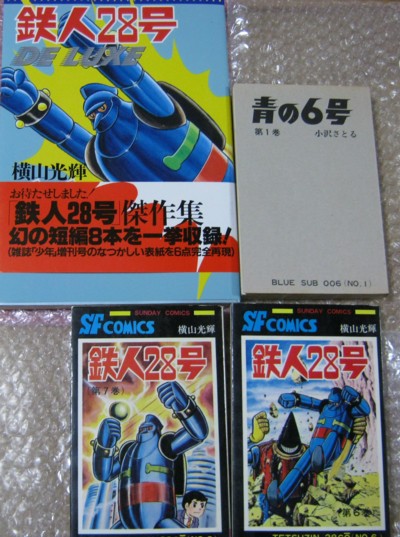 鉄人28号
DE LUXE
横山光輝
お待たせしました!
「鉄人28号」傑作集
幻の短編8本を一挙収録!
(雑誌「少年」増刊号のなつかしい表紙を6点完全再現)
青の6号
第1巻 小沢さとる
BLUE SUB 006 (NO.1)
SUNDAY COMICS
SF COMICS
横山光輝
鉄人28号
(第7巻)
SUNDAY COMICS
SF COMICS
横山光輝
鉄人28号
第6巻